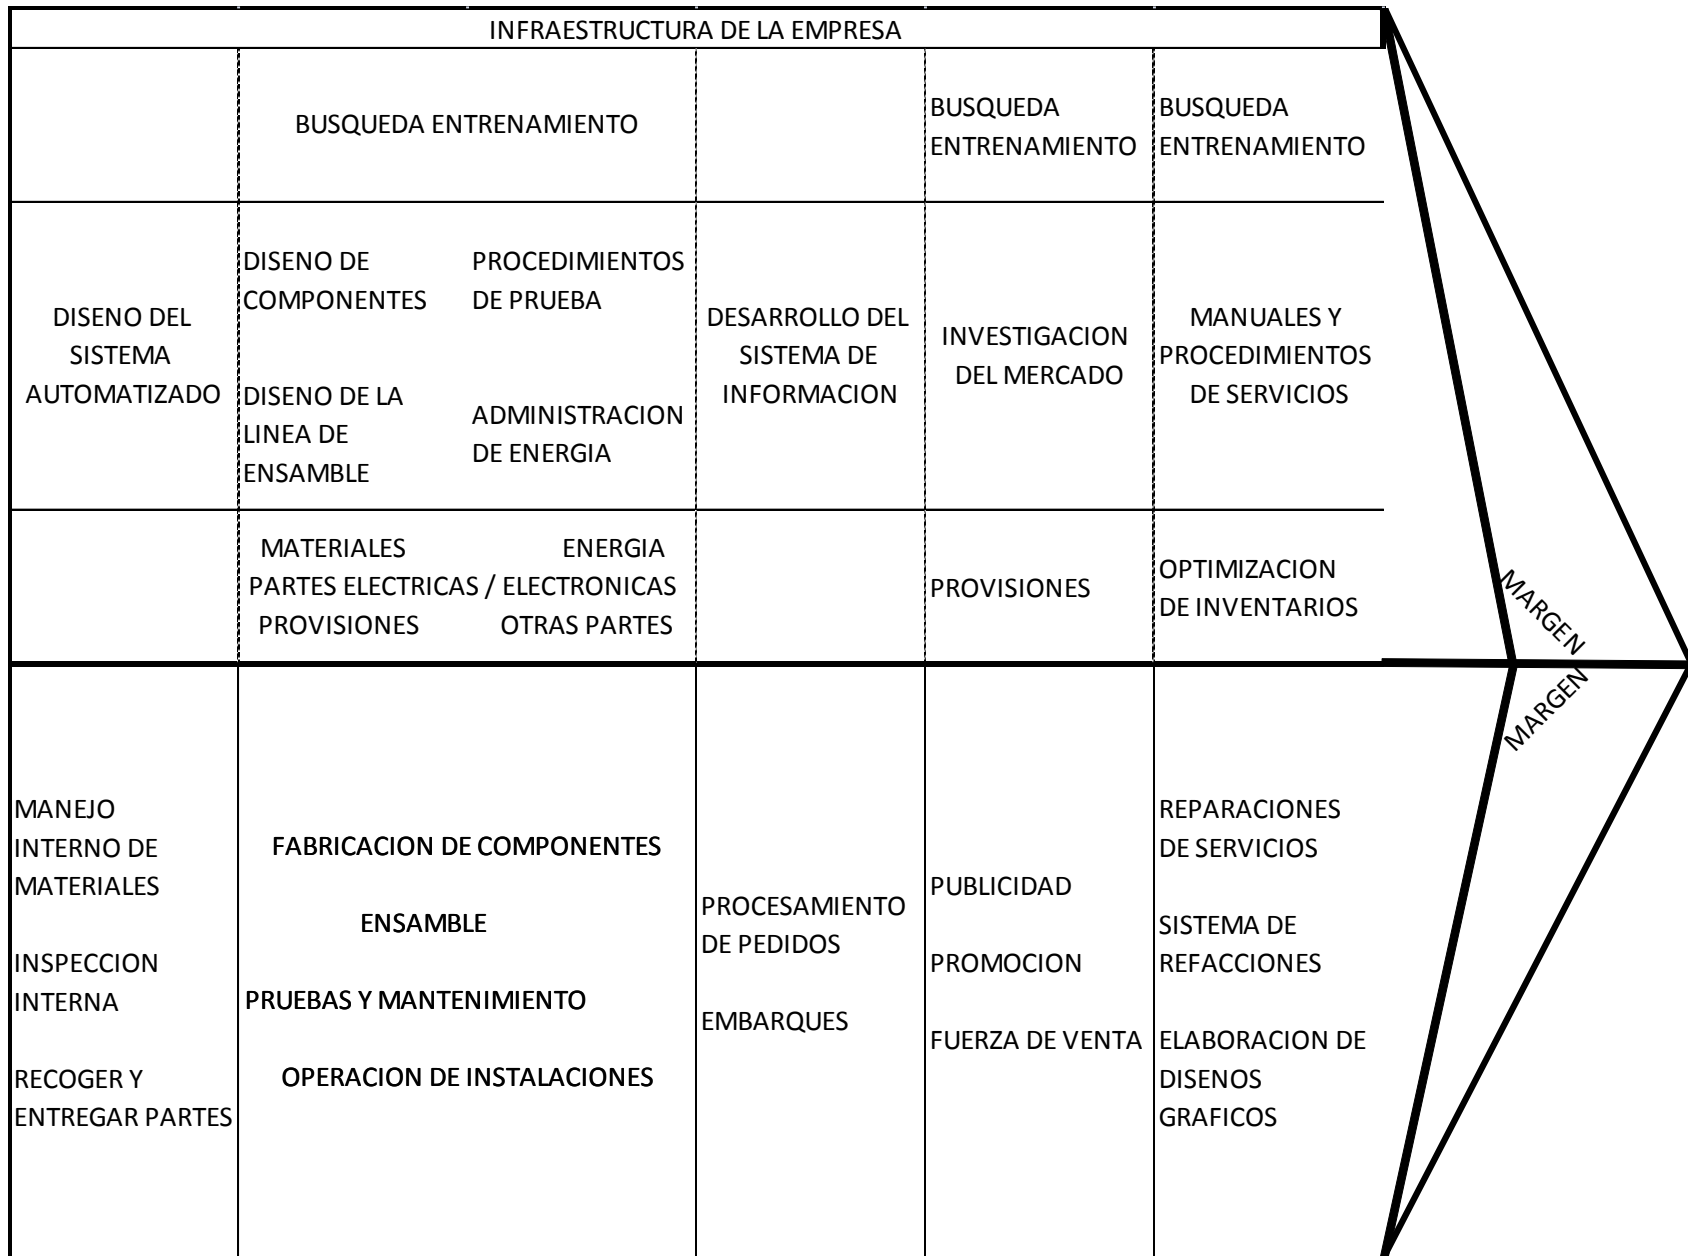 INFRAESTRUCTURA DE LA EMPRESA
BUSQUEDA ENTRENAMIENTO
BUSQUEDA
ENTRENAMIENTO
BUSQUEDA
ENTRENAMIENTO
DISENO DEL
SISTEMA
AUTOMATIZADO
DISENO DE
COMPONENTES
PROCEDIMIENTOS
DE PRUEBA
DISENO DE LA
LINEA DE
ENSAMBLE
ADMINISTRACION
DE ENERGIA
DESARROLLO DEL
SISTEMA DE
INFORMACION
INVESTIGACION
DEL MERCADO
MANUALES Y
PROCEDIMIENTOS
DE SERVICIOS
MATERIALES ENERGIA
PARTES ELECTRICAS / ELECTRONICAS
PROVISIONES OTRAS PARTES
PROVISIONES
OPTIMIZACION
DE INVENTARIOS
MARGEN
MARGEN
MANEJO
INTERNO DE
MATERIALES
INSPECCION
INTERNA
RECOGER Y
ENTREGAR PARTES
FABRICACION DE COMPONENTES
ENSAMBLE
PRUEBAS Y MANTENIMIENTO
OPERACION DE INSTALACIONES
PROCESAMIENTO
DE PEDIDOS
EMBARQUES
PUBLICIDAD
PROMOCION
FUERZA DE VENTA
REPARACIONES
DE SERVICIOS
SISTEMA DE
REFACCIONES
ELABORACION DE
DISENOS
GRAFICOS